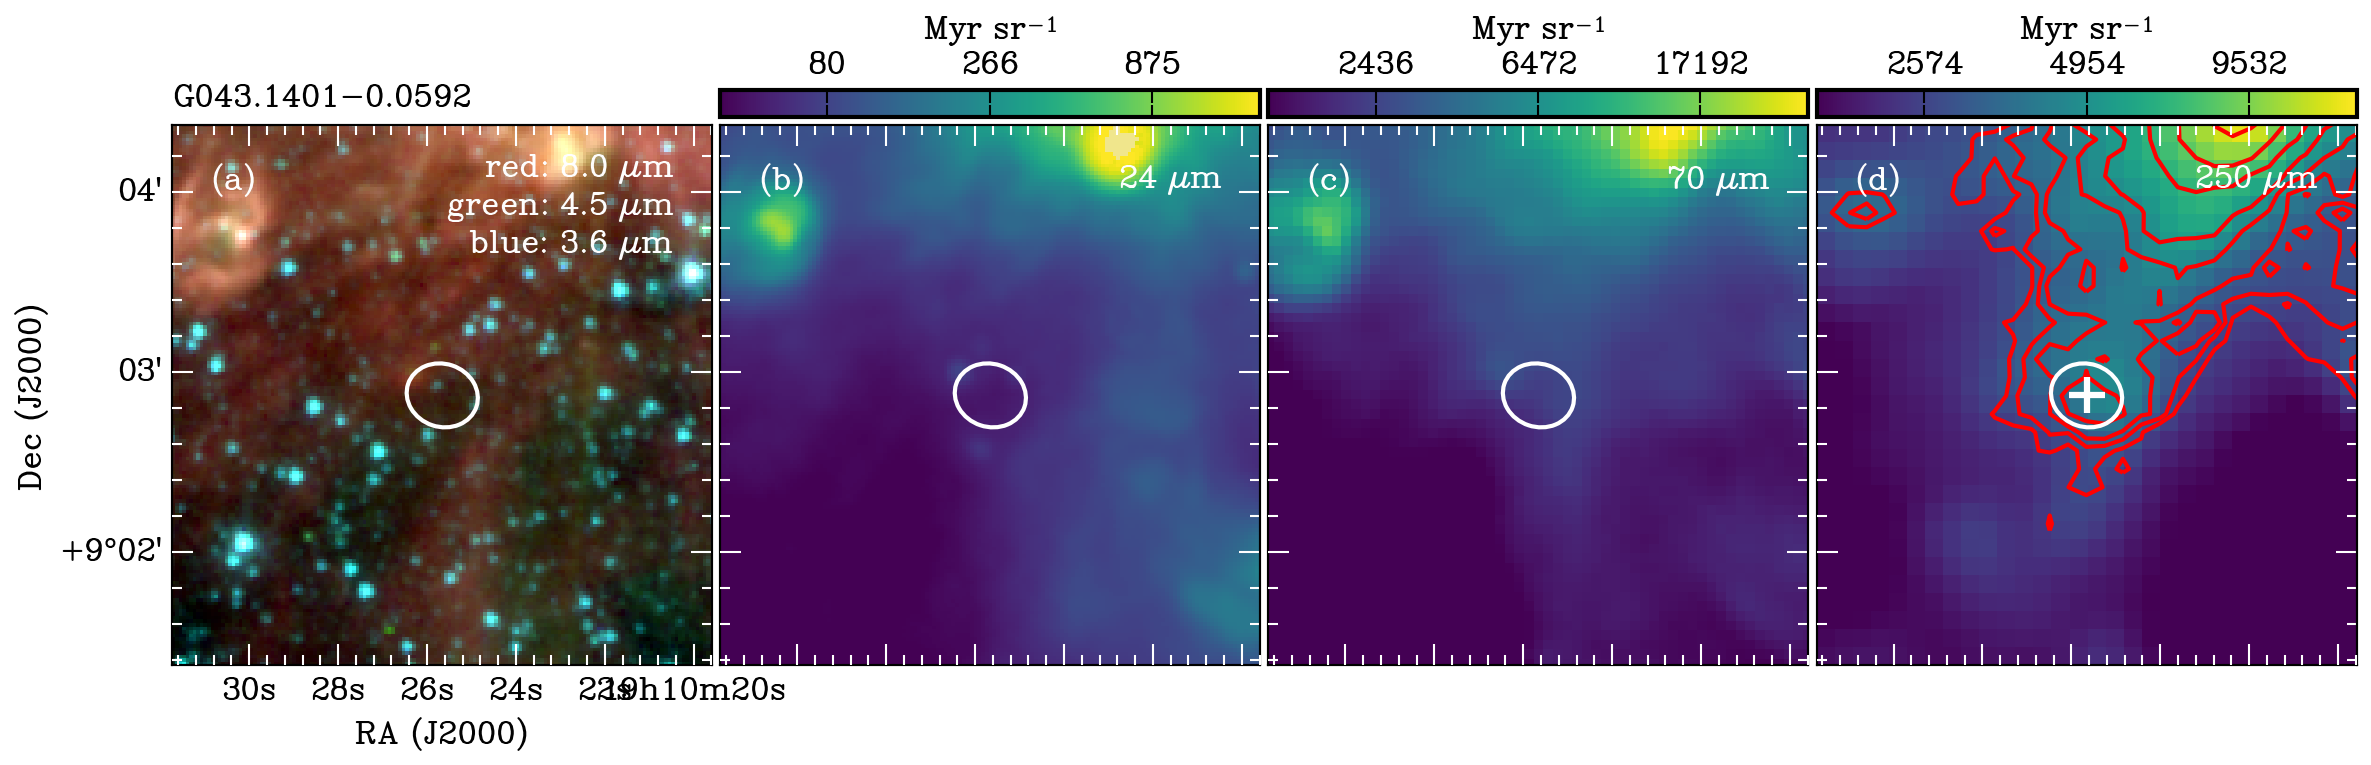 G043.1401−0.0592
(a)
red: 8.0 μm
green: 4.5 μm
blue: 3.6 μm
04'
03'
+9°02'
Dec (J2000)
30s 28s 26s 24s 22s 19h10m20s
RA (J2000)
Myr sr⁻¹
80 266 875
(b)
24 μm
Myr sr⁻¹
2436 6472 17192
(c)
70 μm
Myr sr⁻¹
2574 4954 9532
(d)
250 μm